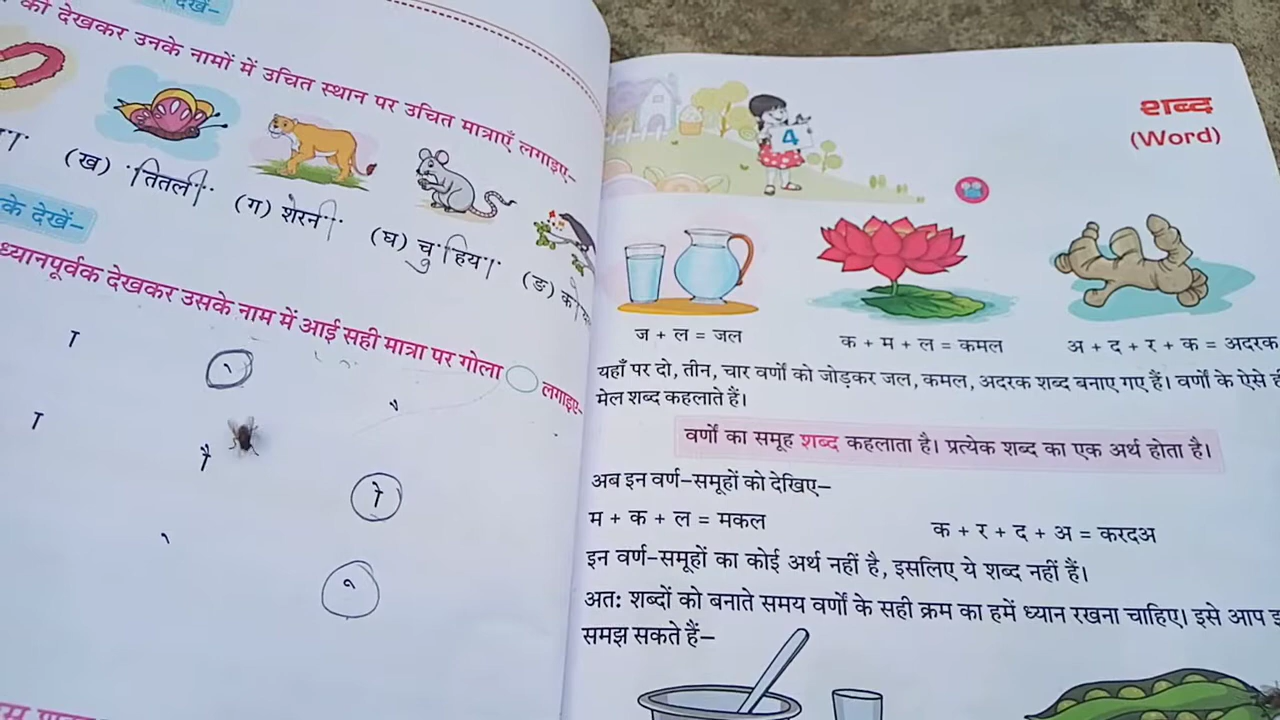 देखें–
को देखकर उनके नामों में उचित स्थान पर उचित मात्राएँ लगाइए–
(ख) तितली
(ग) शेरनी
(घ) चुहिया
(ङ)
के देखें–
ध्यानपूर्वक देखकर उसके नाम में आई सही मात्रा पर गोला लगाइए–
शब्द
(Word)
4
ज + ल = जल
क + म + ल = कमल
अ + द + र + क = अदरक
यहाँ पर दो, तीन, चार वर्णों को जोड़कर जल, कमल, अदरक शब्द बनाए गए हैं। वर्णों के ऐसे ही
मेल शब्द कहलाते हैं।
वर्णों का समूह शब्द कहलाता है। प्रत्येक शब्द का एक अर्थ होता है।
अब इन वर्ण–समूहों को देखिए–
म + क + ल = मकल
क + र + द + अ = करदअ
इन वर्ण–समूहों का कोई अर्थ नहीं है, इसलिए ये शब्द नहीं हैं।
अत: शब्दों को बनाते समय वर्णों के सही क्रम का हमें ध्यान रखना चाहिए। इसे आप
समझ सकते हैं–